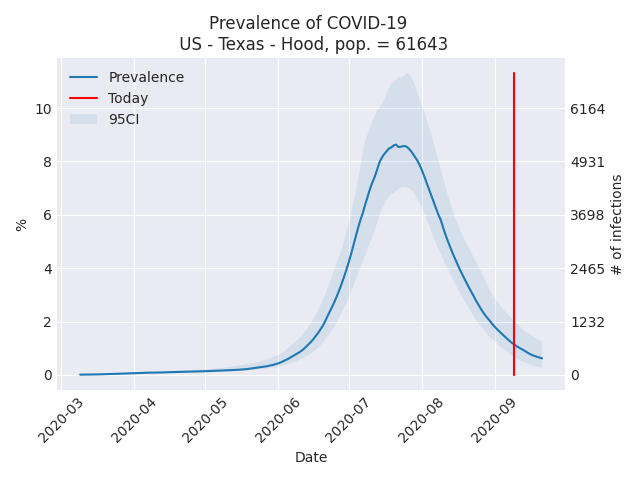 Prevalence of COVID-19
US - Texas - Hood, pop. = 61643
Prevalence
Today
95CI
10
8
6
4
2
0
%
6164
4931
3698
2465
1232
0
# of infections
2020-03
2020-04
2020-05
2020-06
2020-07
2020-08
2020-09
Date